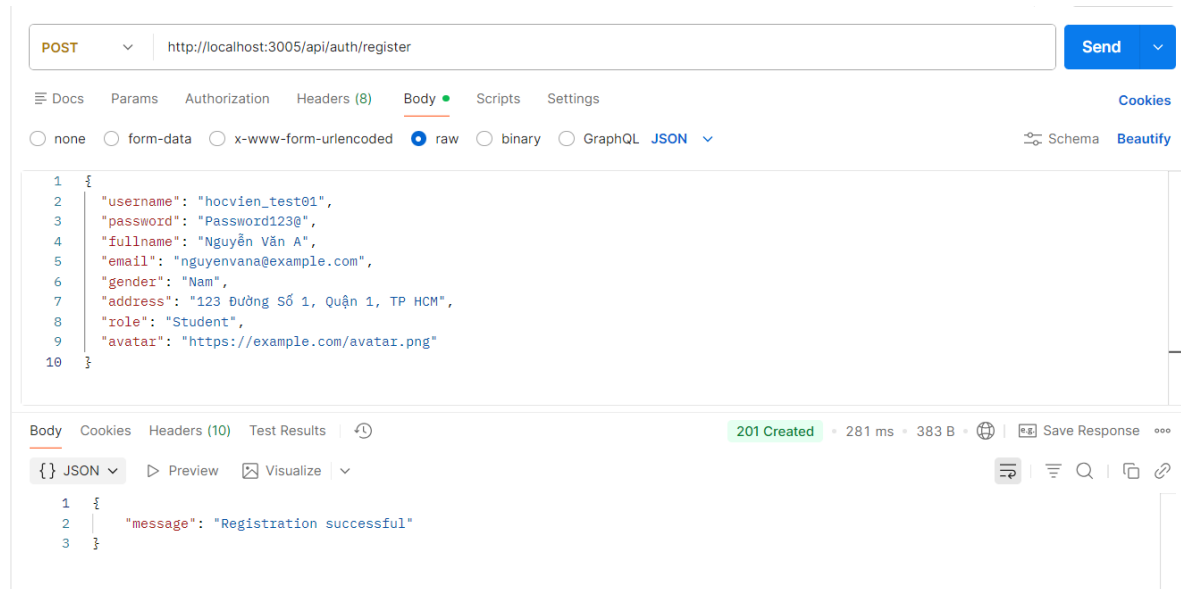 POST http://localhost:3005/api/auth/register Send
Docs Params Authorization Headers (8) Body Scripts Settings Cookies
none form-data x-www-form-urlencoded raw binary GraphQL JSON Schema Beautify
1 {
2 "username": "hocvien_test01",
3 "password": "Password123@",
4 "fullname": "Nguyễn Văn A",
5 "email": "nguyenvana@example.com",
6 "gender": "Nam",
7 "address": "123 Đường Số 1, Quận 1, TP HCM",
8 "role": "Student",
9 "avatar": "https://example.com/avatar.png"
10 }
Body Cookies Headers (10) Test Results 201 Created • 281 ms • 383 B • e.g. Save Response
{} JSON Preview Visualize
1 {
2 "message": "Registration successful"
3 }